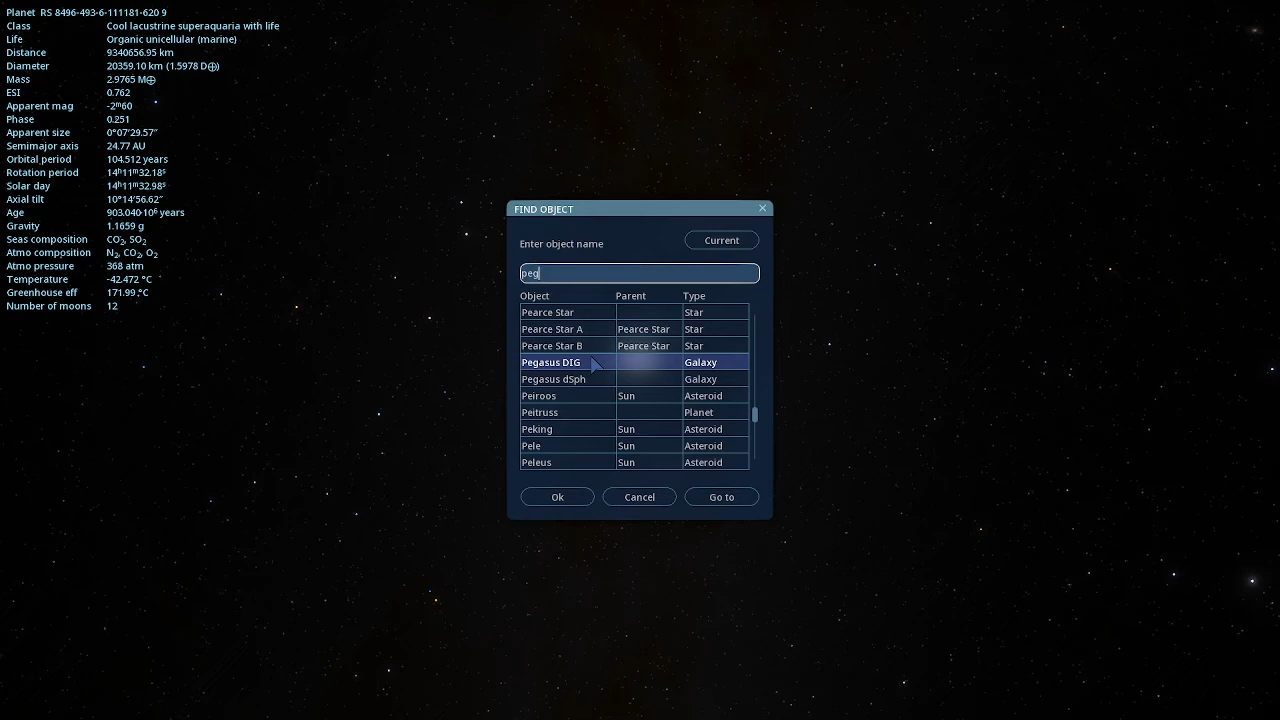 Planet RS 8496-493-6-111181-620 9
Class Cool lacustrine superaquaria with life
Life Organic unicellular (marine)
Distance 9340656.95 km
Diameter 20359.10 km (1.5978 D⊕)
Mass 2.9765 M⊕
ESI 0.762
Apparent mag -2ᵐ60
Phase 0.251
Apparent size 0°07′29.57″
Semimajor axis 24.77 AU
Orbital period 104.512 years
Rotation period 14ʰ11ᵐ32.18ˢ
Solar day 14ʰ11ᵐ32.98ˢ
Axial tilt 10°14′56.62″
Age 903.040·10⁶ years
Gravity 1.1659 g
Seas composition CO₂, SO₂
Atmo composition N₂, CO₂, O₂
Atmo pressure 368 atm
Temperature -42.472 °C
Greenhouse eff 171.99 °C
Number of moons 12
FIND OBJECT
Enter object name Current
peg
Object Parent Type
Pearce Star Star
Pearce Star A Pearce Star Star
Pearce Star B Pearce Star Star
Pegasus DIG Galaxy
Pegasus dSph Galaxy
Peiroos Sun Asteroid
Peitruss Planet
Peking Sun Asteroid
Pele Sun Asteroid
Peleus Sun Asteroid
Ok Cancel Go to